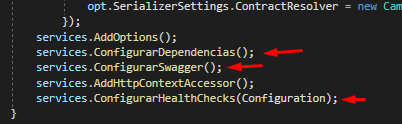 opt.SerializerSettings.ContractResolver = new Cam
});
services.AddOptions();
services.ConfigurarDependencias();
services.ConfigurarSwagger();
services.AddHttpContextAccessor();
services.ConfigurarHealthChecks(Configuration);
}